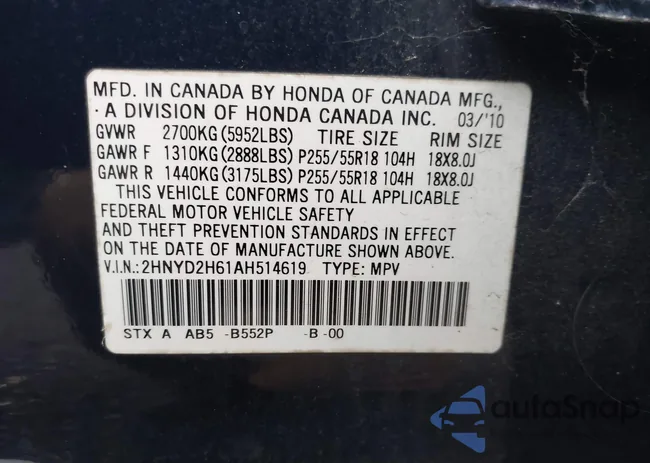 MFD. IN CANADA BY HONDA OF CANADA MFG.,
A DIVISION OF HONDA CANADA INC. 03/'10
GVWR 2700KG(5952LBS) TIRE SIZE RIM SIZE
GAWR F 1310KG(2888LBS) P255/55R18 104H 18X8.0J
GAWR R 1440KG(3175LBS) P255/55R18 104H 18X8.0J
THIS VEHICLE CONFORMS TO ALL APPLICABLE
FEDERAL MOTOR VEHICLE SAFETY
AND THEFT PREVENTION STANDARDS IN EFFECT
ON THE DATE OF MANUFACTURE SHOWN ABOVE.
V.I.N.:2HNYD2H61AH514619 TYPE: MPV
STX A AB5 -B552P -B -00
autoSnap